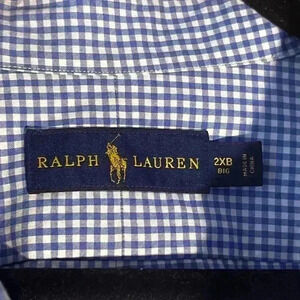 RALPH LAUREN
2XB
BIG
MADE IN
CHINA